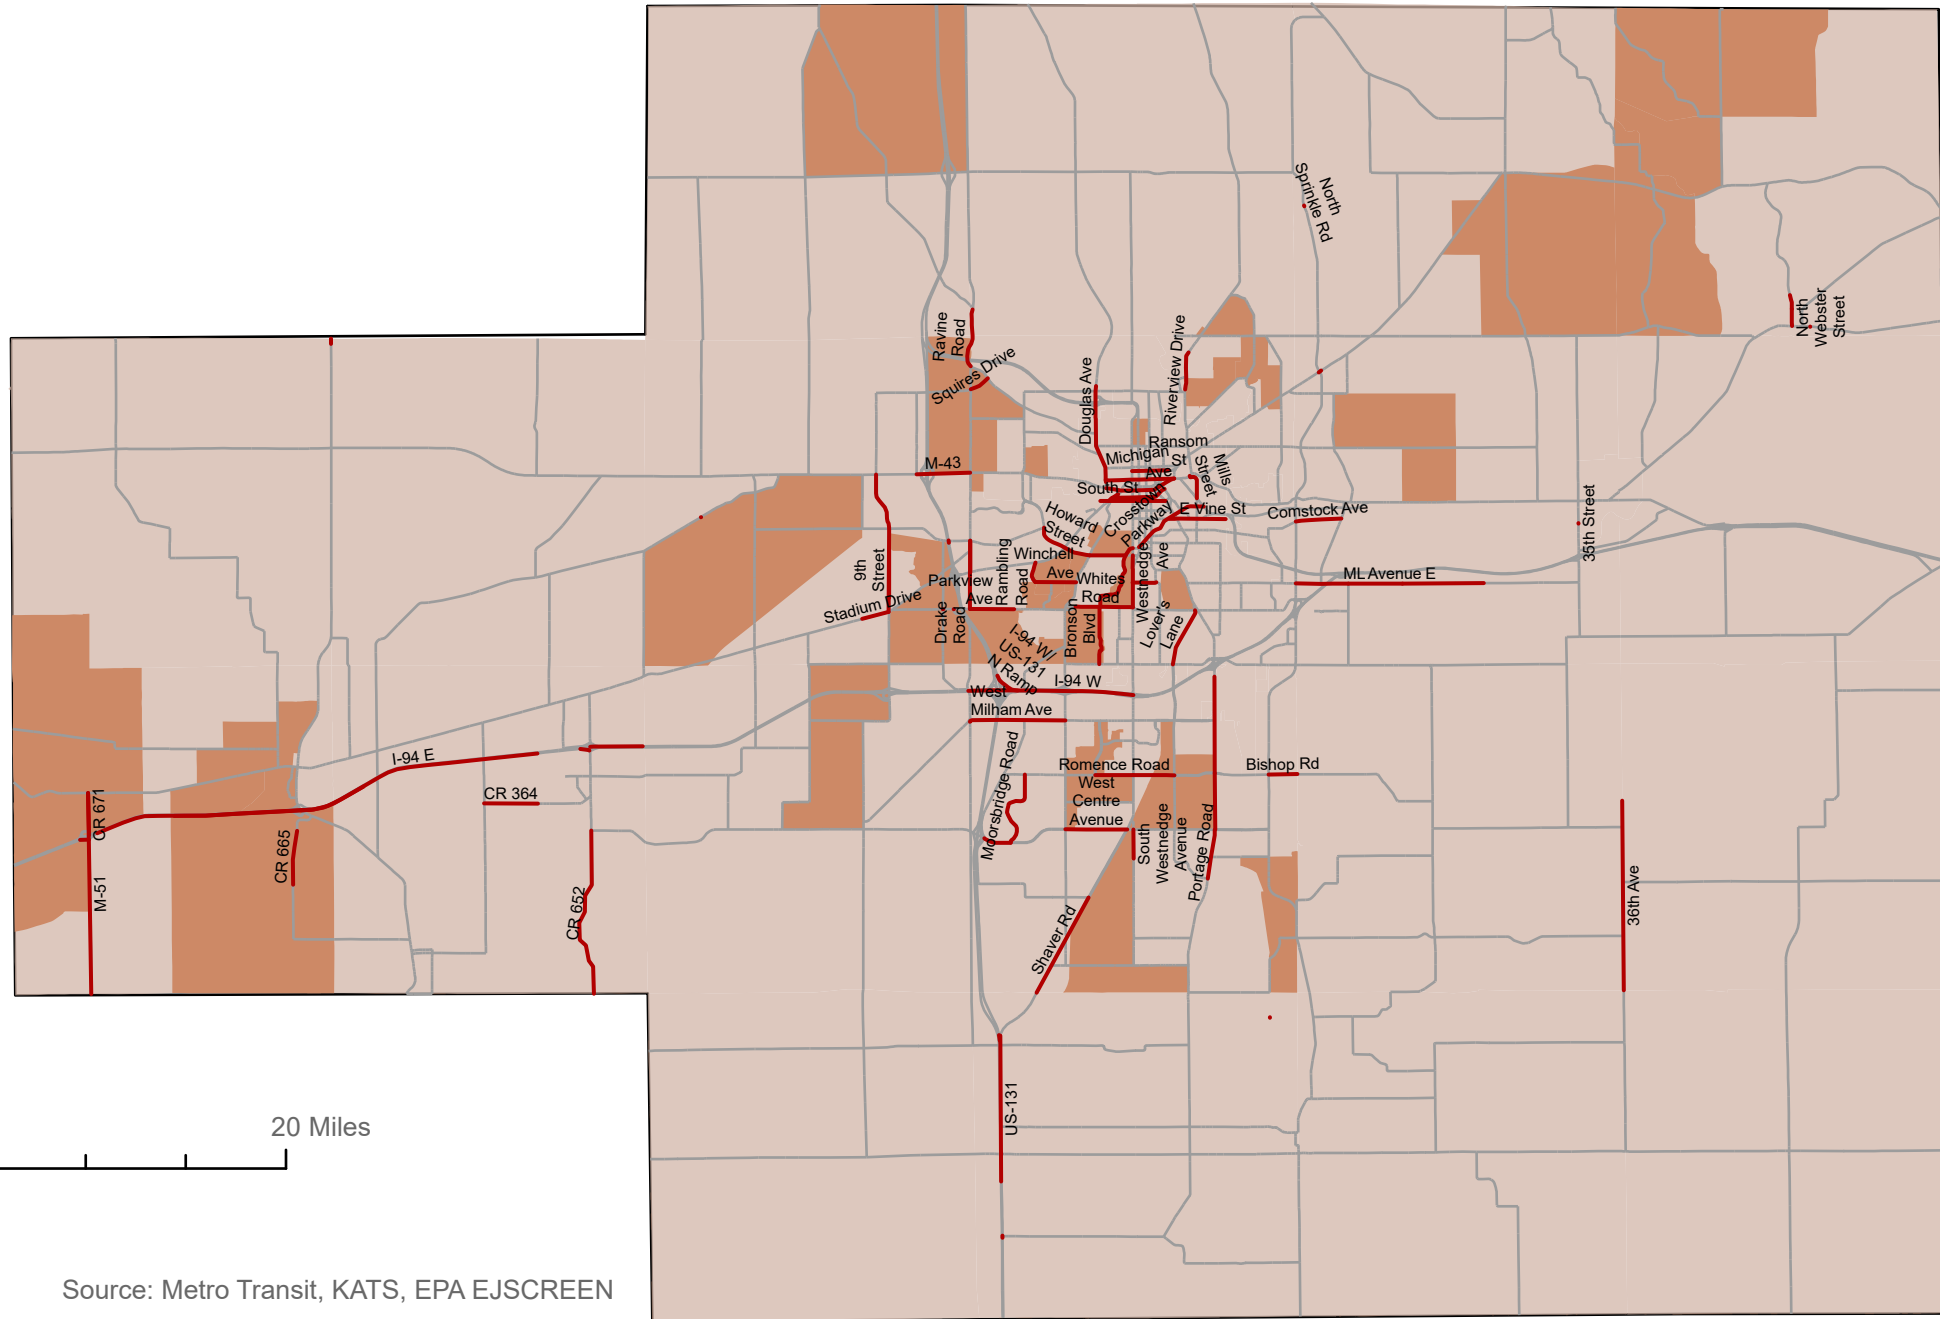 North
Sprinkle Rd
North
Webster
Street
Ravine
Road
Squires Drive
Riverview Drive
Douglas Ave
M-43
Ransom
St
Michigan
Ave
Mills
Street
South St
Crosstown
Parkway
E Vine St
Comstock Ave
35th Street
Howard
Street
9th
Street
Winchell
Ave
Rambling
Road
Parkview
Ave
Whites
Road
Westnedge
Ave
ML Avenue E
Stadium Drive
Drake
Road
Bronson
Blvd
Lover's
Lane
I-94 W/
US-131
N Ramp
I-94 W
West
Milham Ave
I-94 E
Moorsbridge Road
Romence Road
West
Centre
Avenue
Bishop Rd
CR 671
CR 364
CR 665
South
Westnedge
Avenue
Portage Road
M-51
CR 652
36th Ave
Shaver Rd
US-131
20 Miles
Source: Metro Transit, KATS, EPA EJSCREEN